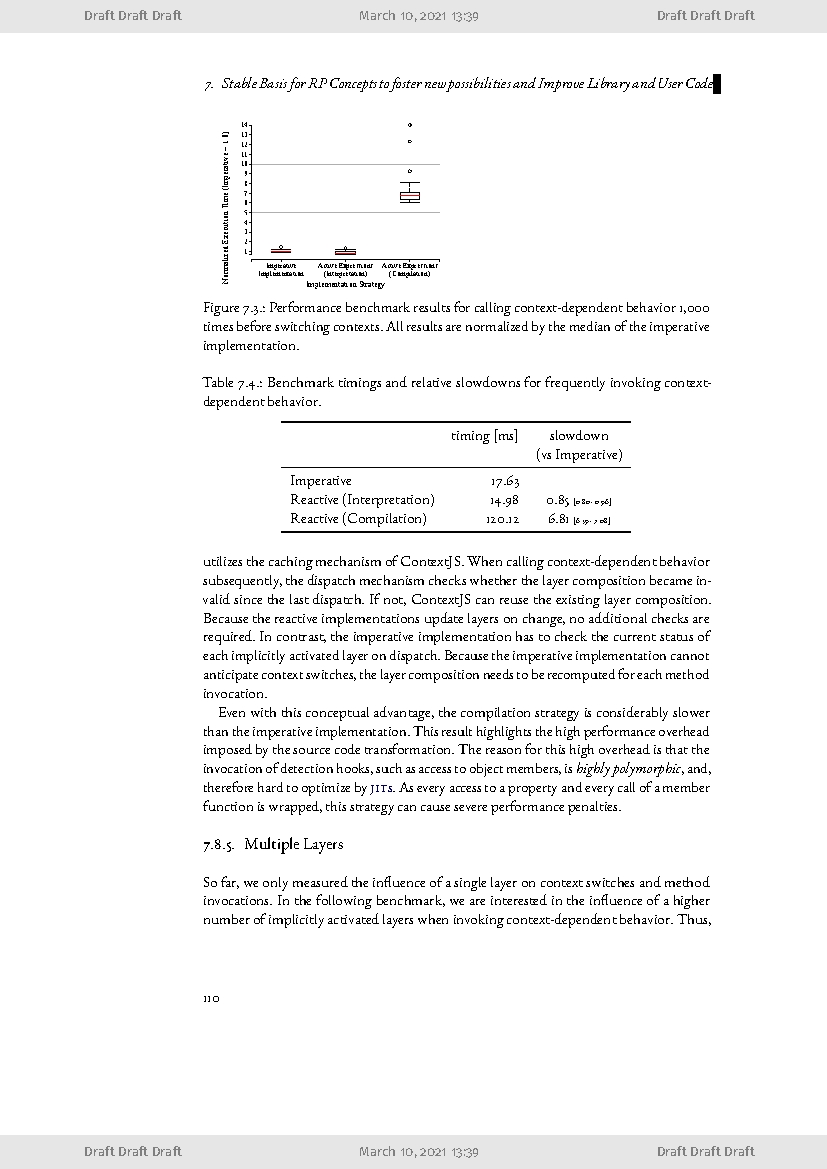 Draft Draft Draft March 10, 2021 13:39 Draft Draft Draft
7. Stable Basis for RP Concepts to foster new possibilities and Improve Library and User Code
14
13
12
11
10
9
8
7
6
5
4
3
2
1
Normalized Execution Time (Imperative = 1.0)
Imperative Active Expression Active Expression
Implementation (Interpretation) (Compilation)
Implementation Strategy
Figure 7.3.: Performance benchmark results for calling context-dependent behavior 1,000
times before switching contexts. All results are normalized by the median of the imperative
implementation.
Table 7.4.: Benchmark timings and relative slowdowns for frequently invoking context-
dependent behavior.
timing [ms] slowdown
(vs Imperative)
Imperative 17.63
Reactive (Interpretation) 14.98 0.85 [0.80-0.96]
Reactive (Compilation) 120.12 6.81
utilizes the caching mechanism of ContextJS. When calling context-dependent behavior
subsequently, the dispatch mechanism checks whether the layer composition became in-
valid since the last dispatch. If not, ContextJS can reuse the existing layer composition.
Because the reactive implementations update layers on change, no additional checks are
required. In contrast, the imperative implementation has to check the current status of
each implicitly activated layer on dispatch. Because the imperative implementation cannot
anticipate context switches, the layer composition needs to be recomputed for each method
invocation.
Even with this conceptual advantage, the compilation strategy is considerably slower
than the imperative implementation. This result highlights the high performance overhead
imposed by the source code transformation. The reason for this high overhead is that the
invocation of detection hooks, such as access to object members, is highly polymorphic, and,
therefore hard to optimize by JITs. As every access to a property and every call of a member
function is wrapped, this strategy can cause severe performance penalties.
7.8.5. Multiple Layers
So far, we only measured the influence of a single layer on context switches and method
invocations. In the following benchmark, we are interested in the influence of a higher
number of implicitly activated layers when invoking context-dependent behavior. Thus,
110
Draft Draft Draft March 10, 2021 13:39 Draft Draft Draft